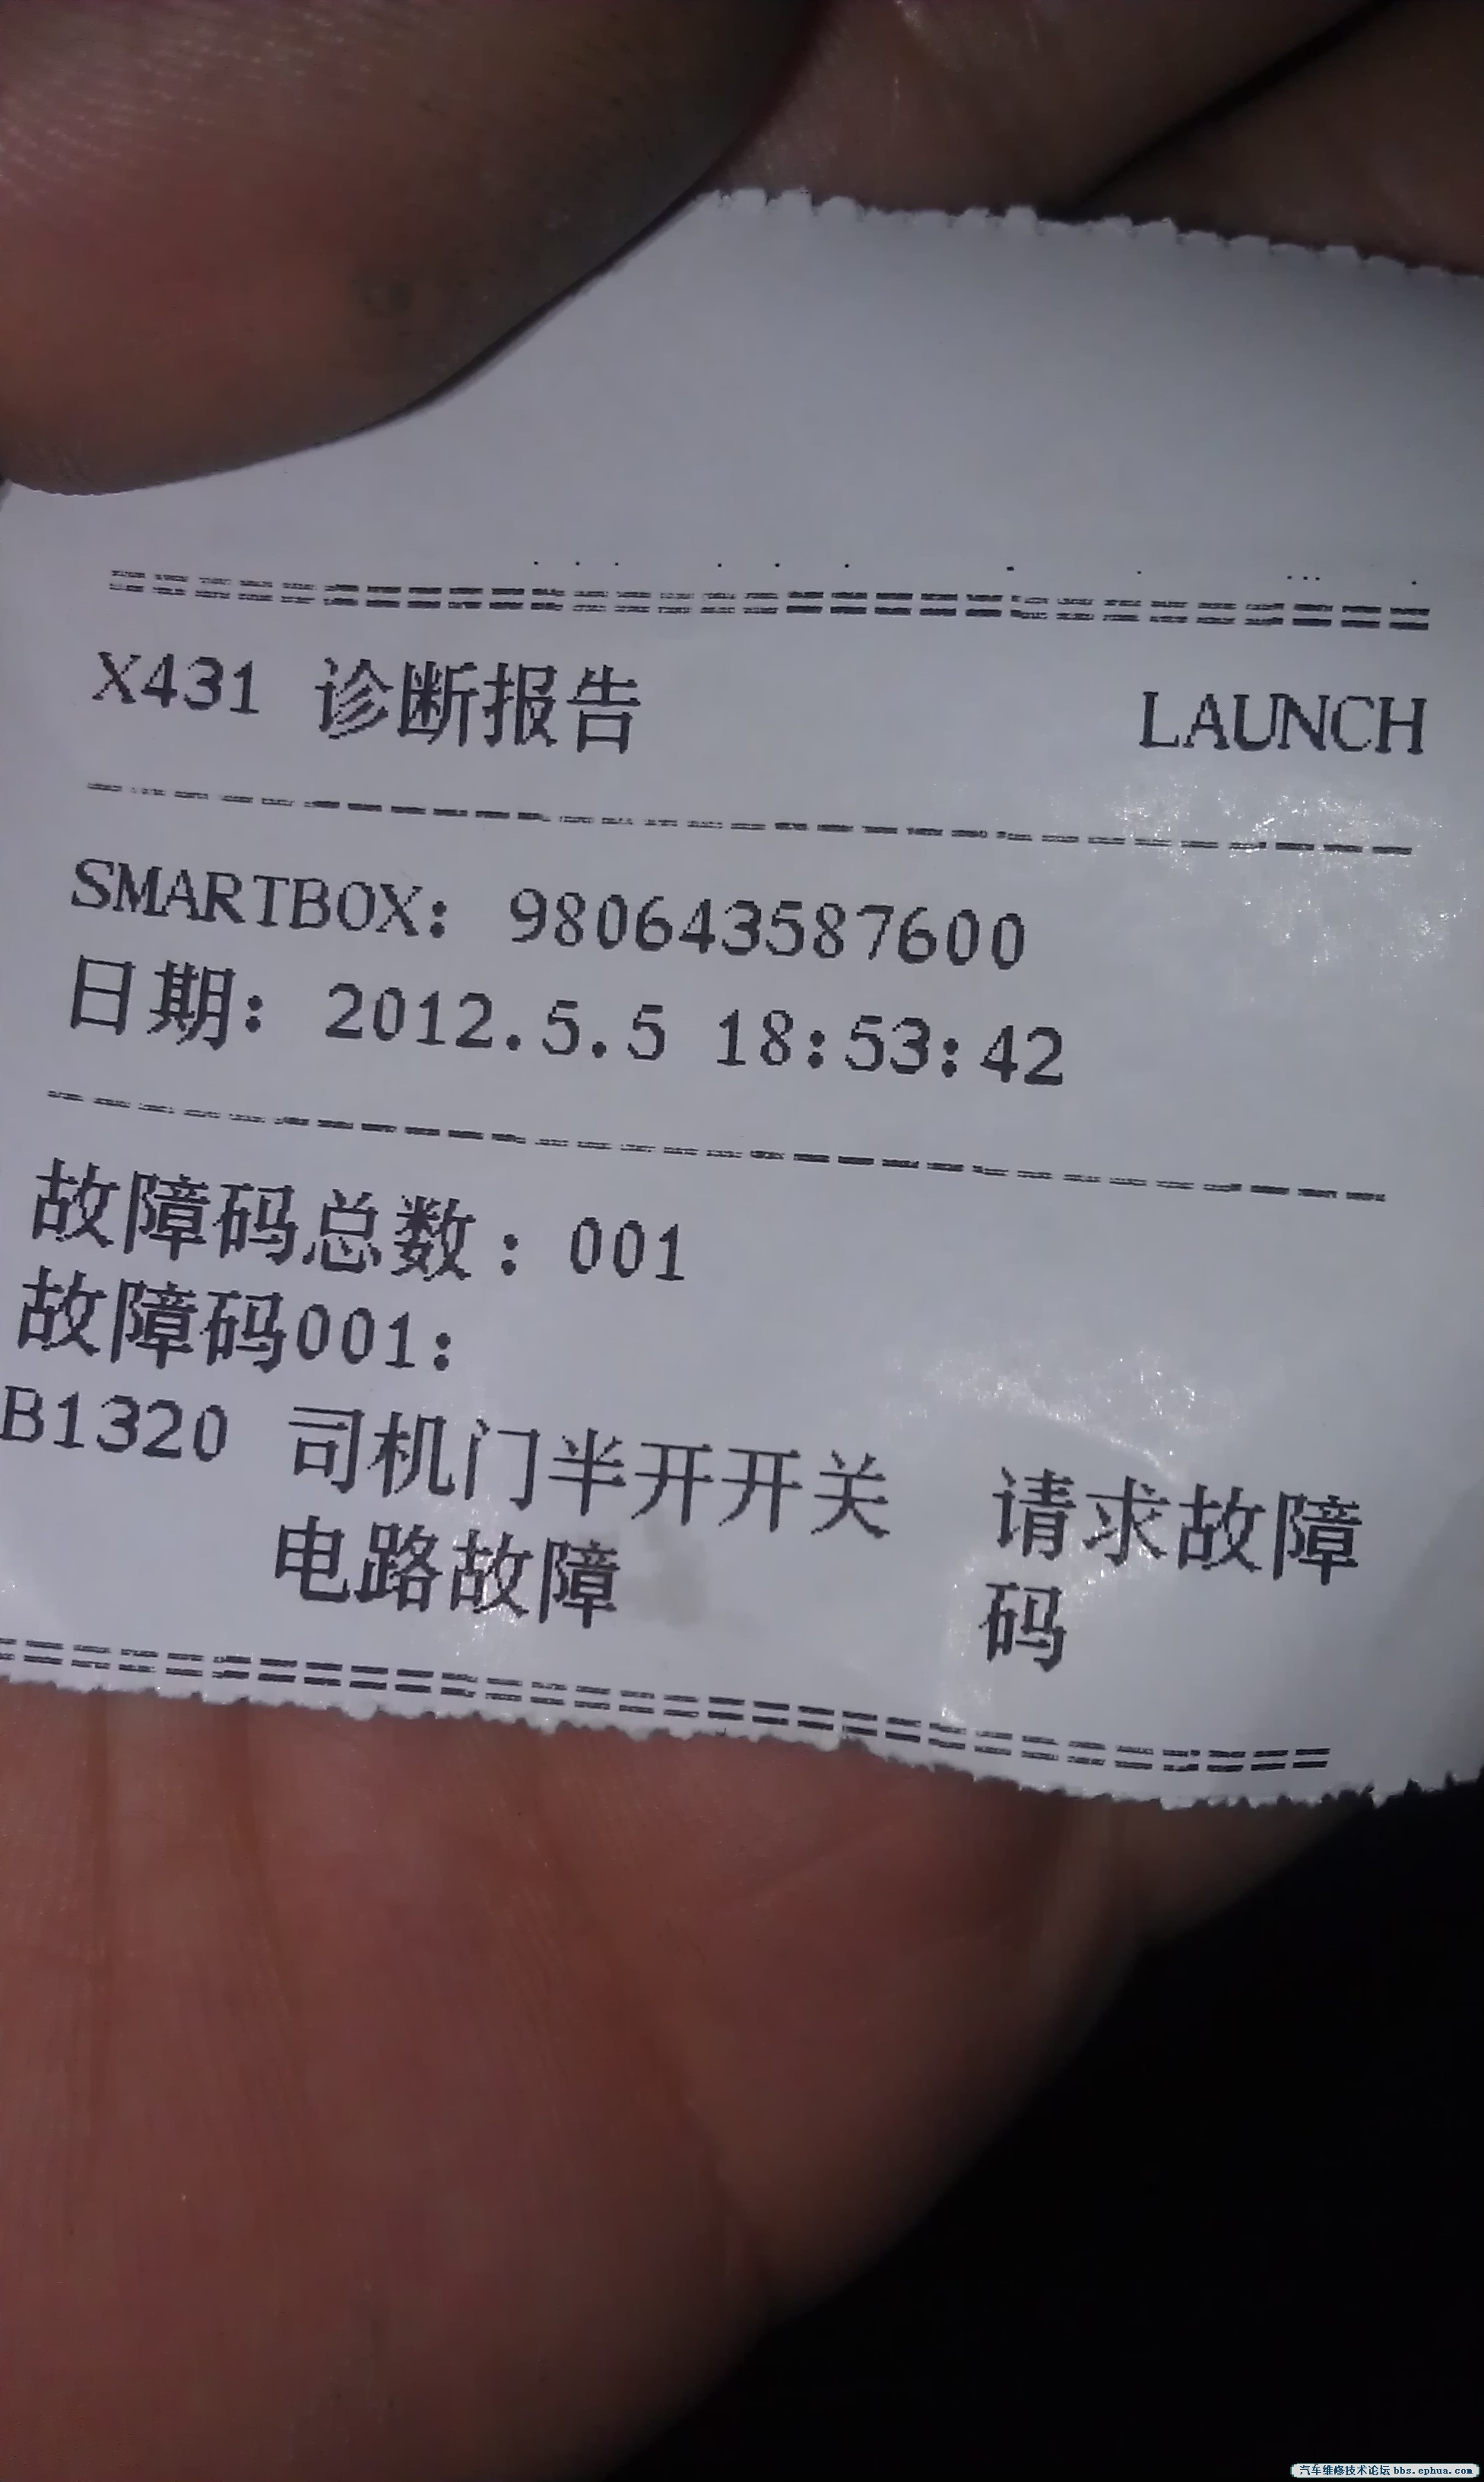 X431 诊断报告 LAUNCH
SMARTBOX: 980643587600
日期: 2012.5.5 18:53:42
故障码总数: 001
故障码001:
B1320 司机门半开开关 请求故障
电路故障 码
汽车维修技术论坛 bbs.ephua.com